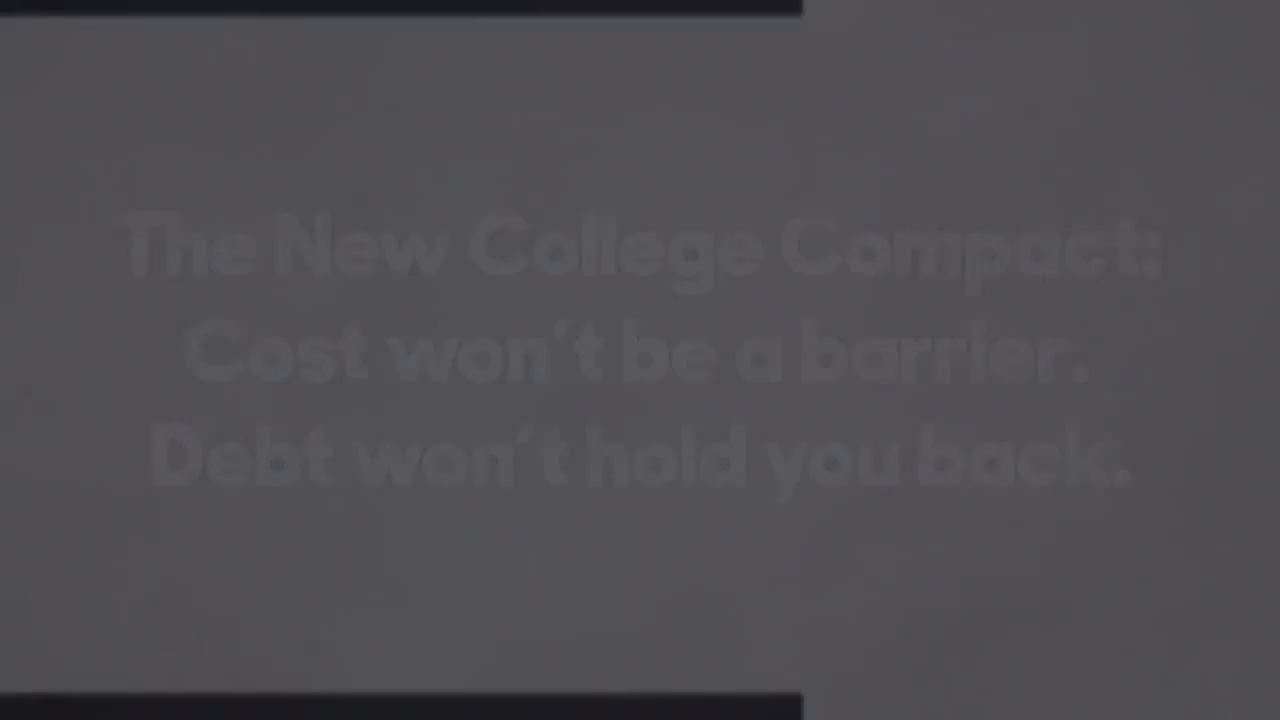 The New College Compact:
Cost won't be a barrier.
Debt won't hold you back.